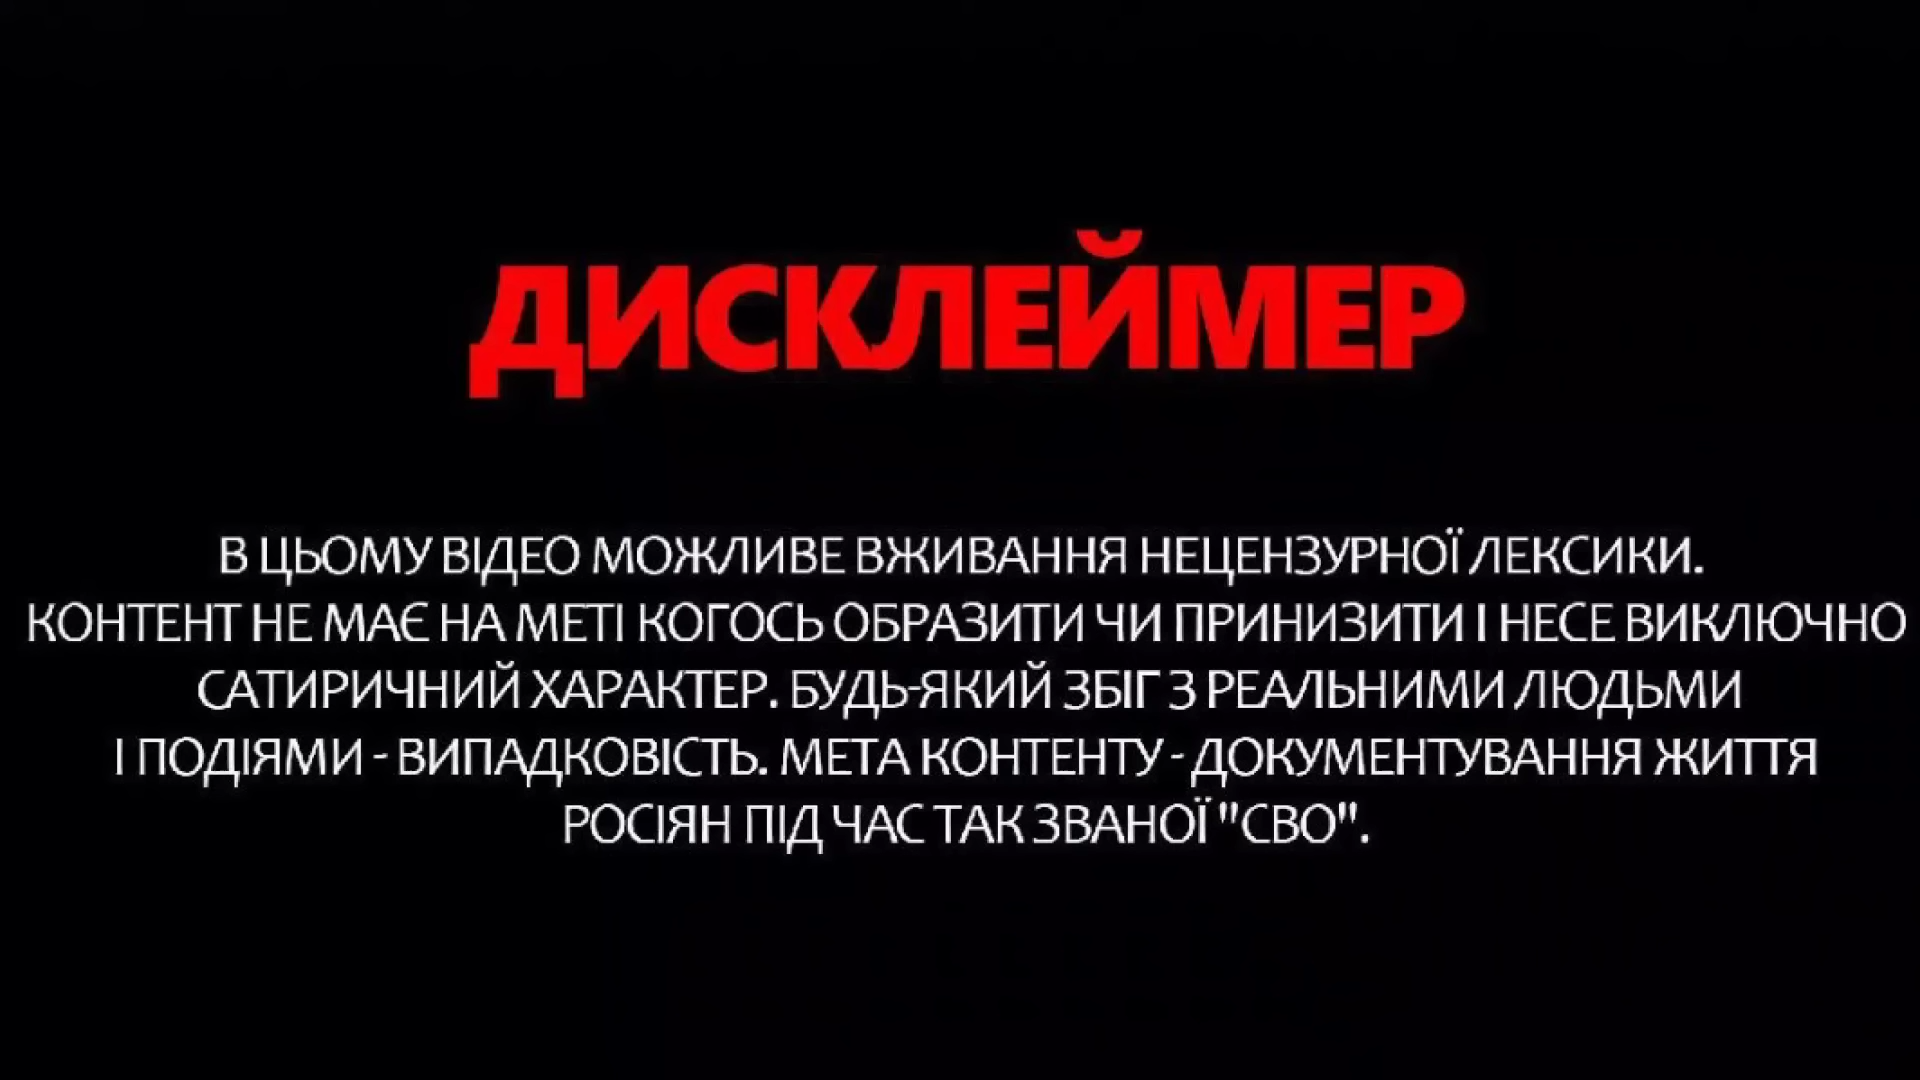 ДИСКЛЕЙМЕР
В ЦЬОМУ ВІДЕО МОЖЛИВЕ ВЖИВАННЯ НЕЦЕНЗУРНОЇ ЛЕКСИКИ.
КОНТЕНТ НЕ МАЄ НА МЕТІ КОГОСЬ ОБРАЗИТИ ЧИ ПРИНИЗИТИ І НЕСЕ ВИКЛЮЧНО
САТИРИЧНИЙ ХАРАКТЕР. БУДЬ-ЯКИЙ ЗБІГ З РЕАЛЬНИМИ ЛЮДЬМИ
І ПОДІЯМИ - ВИПАДКОВІСТЬ. МЕТА КОНТЕНТУ - ДОКУМЕНТУВАННЯ ЖИТТЯ
РОСІЯН ПІД ЧАС ТАК ЗВАНОЇ "СВО".